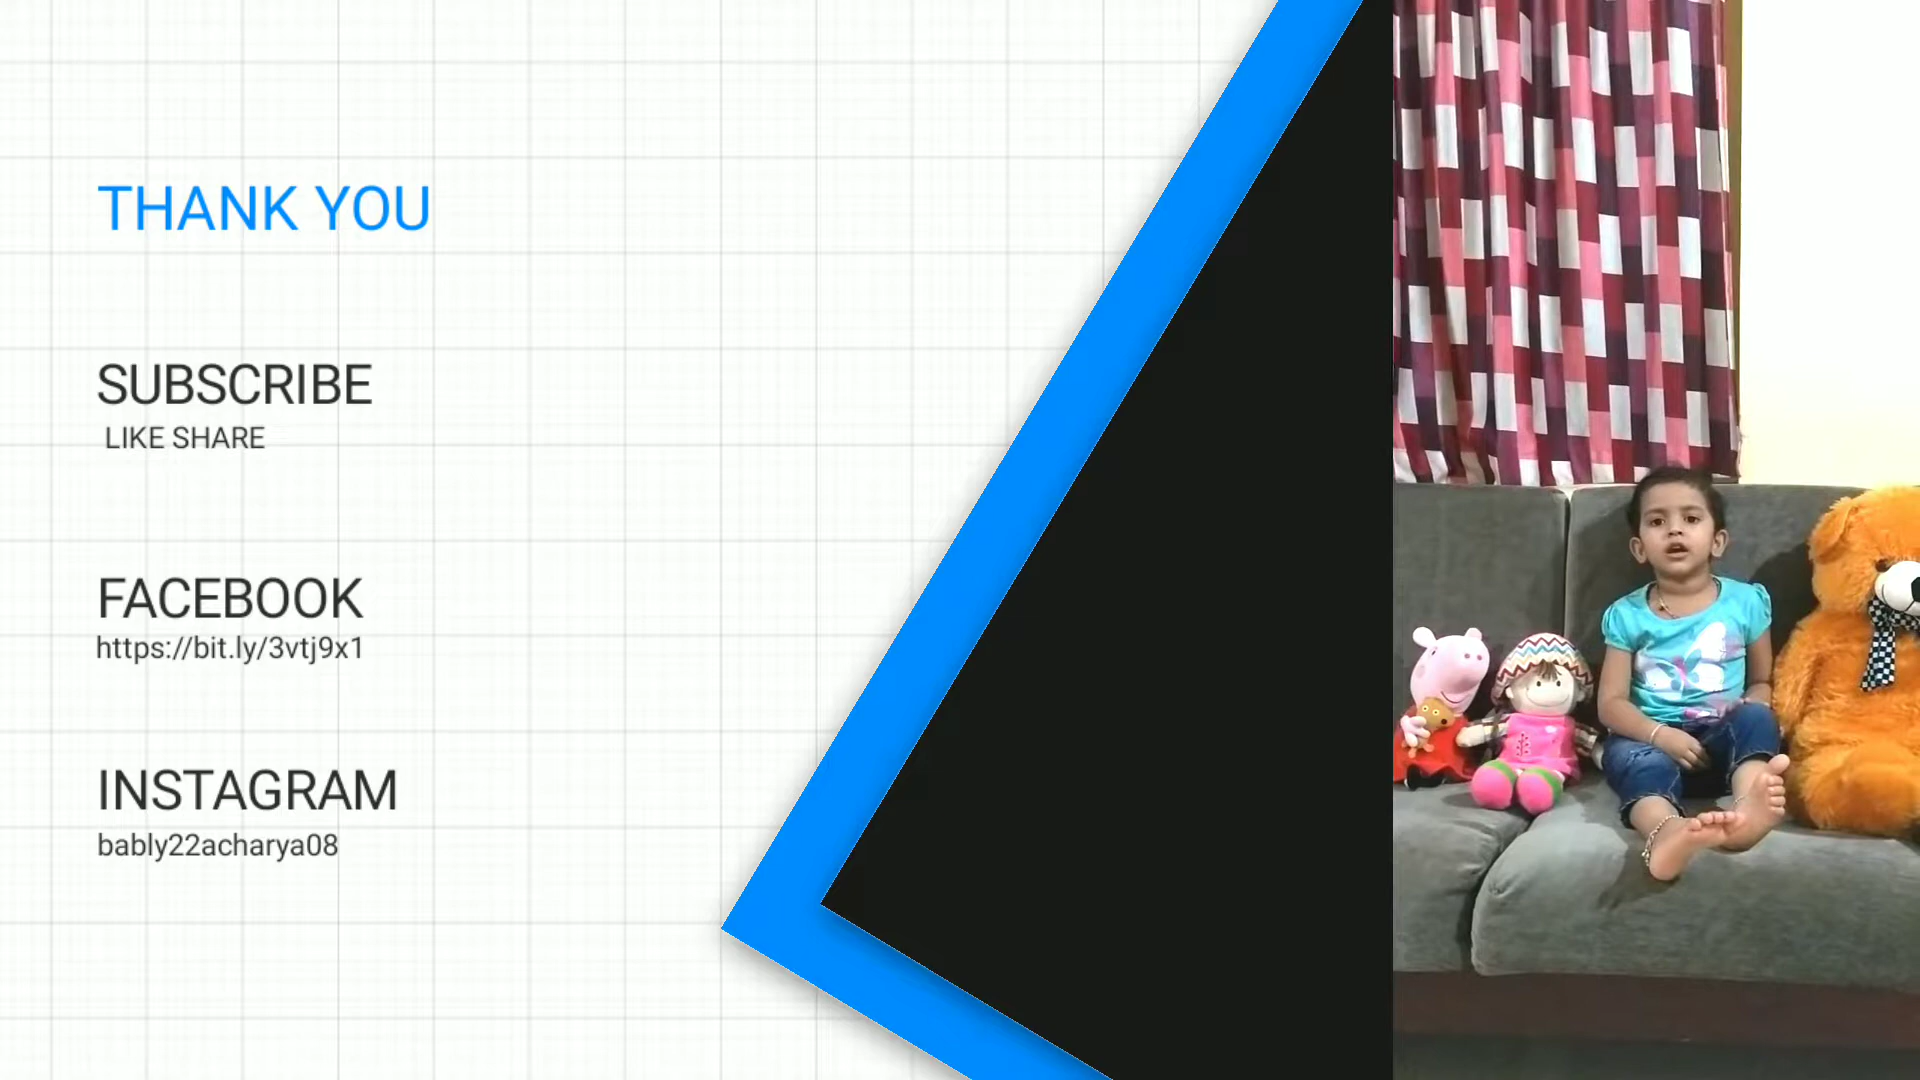 THANK YOU
SUBSCRIBE
LIKE SHARE
FACEBOOK
https://bit.ly/3vtj9x1
INSTAGRAM
bably22acharya08